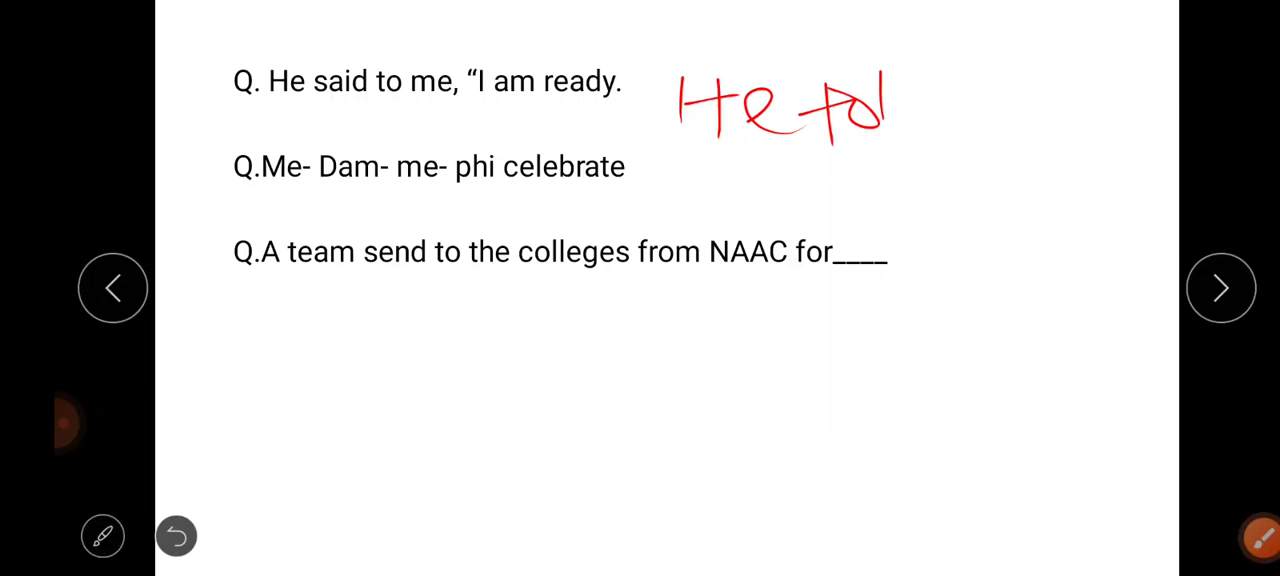 Q. He said to me, “I am ready.
He told
Q.Me- Dam- me- phi celebrate
Q.A team send to the colleges from NAAC for____